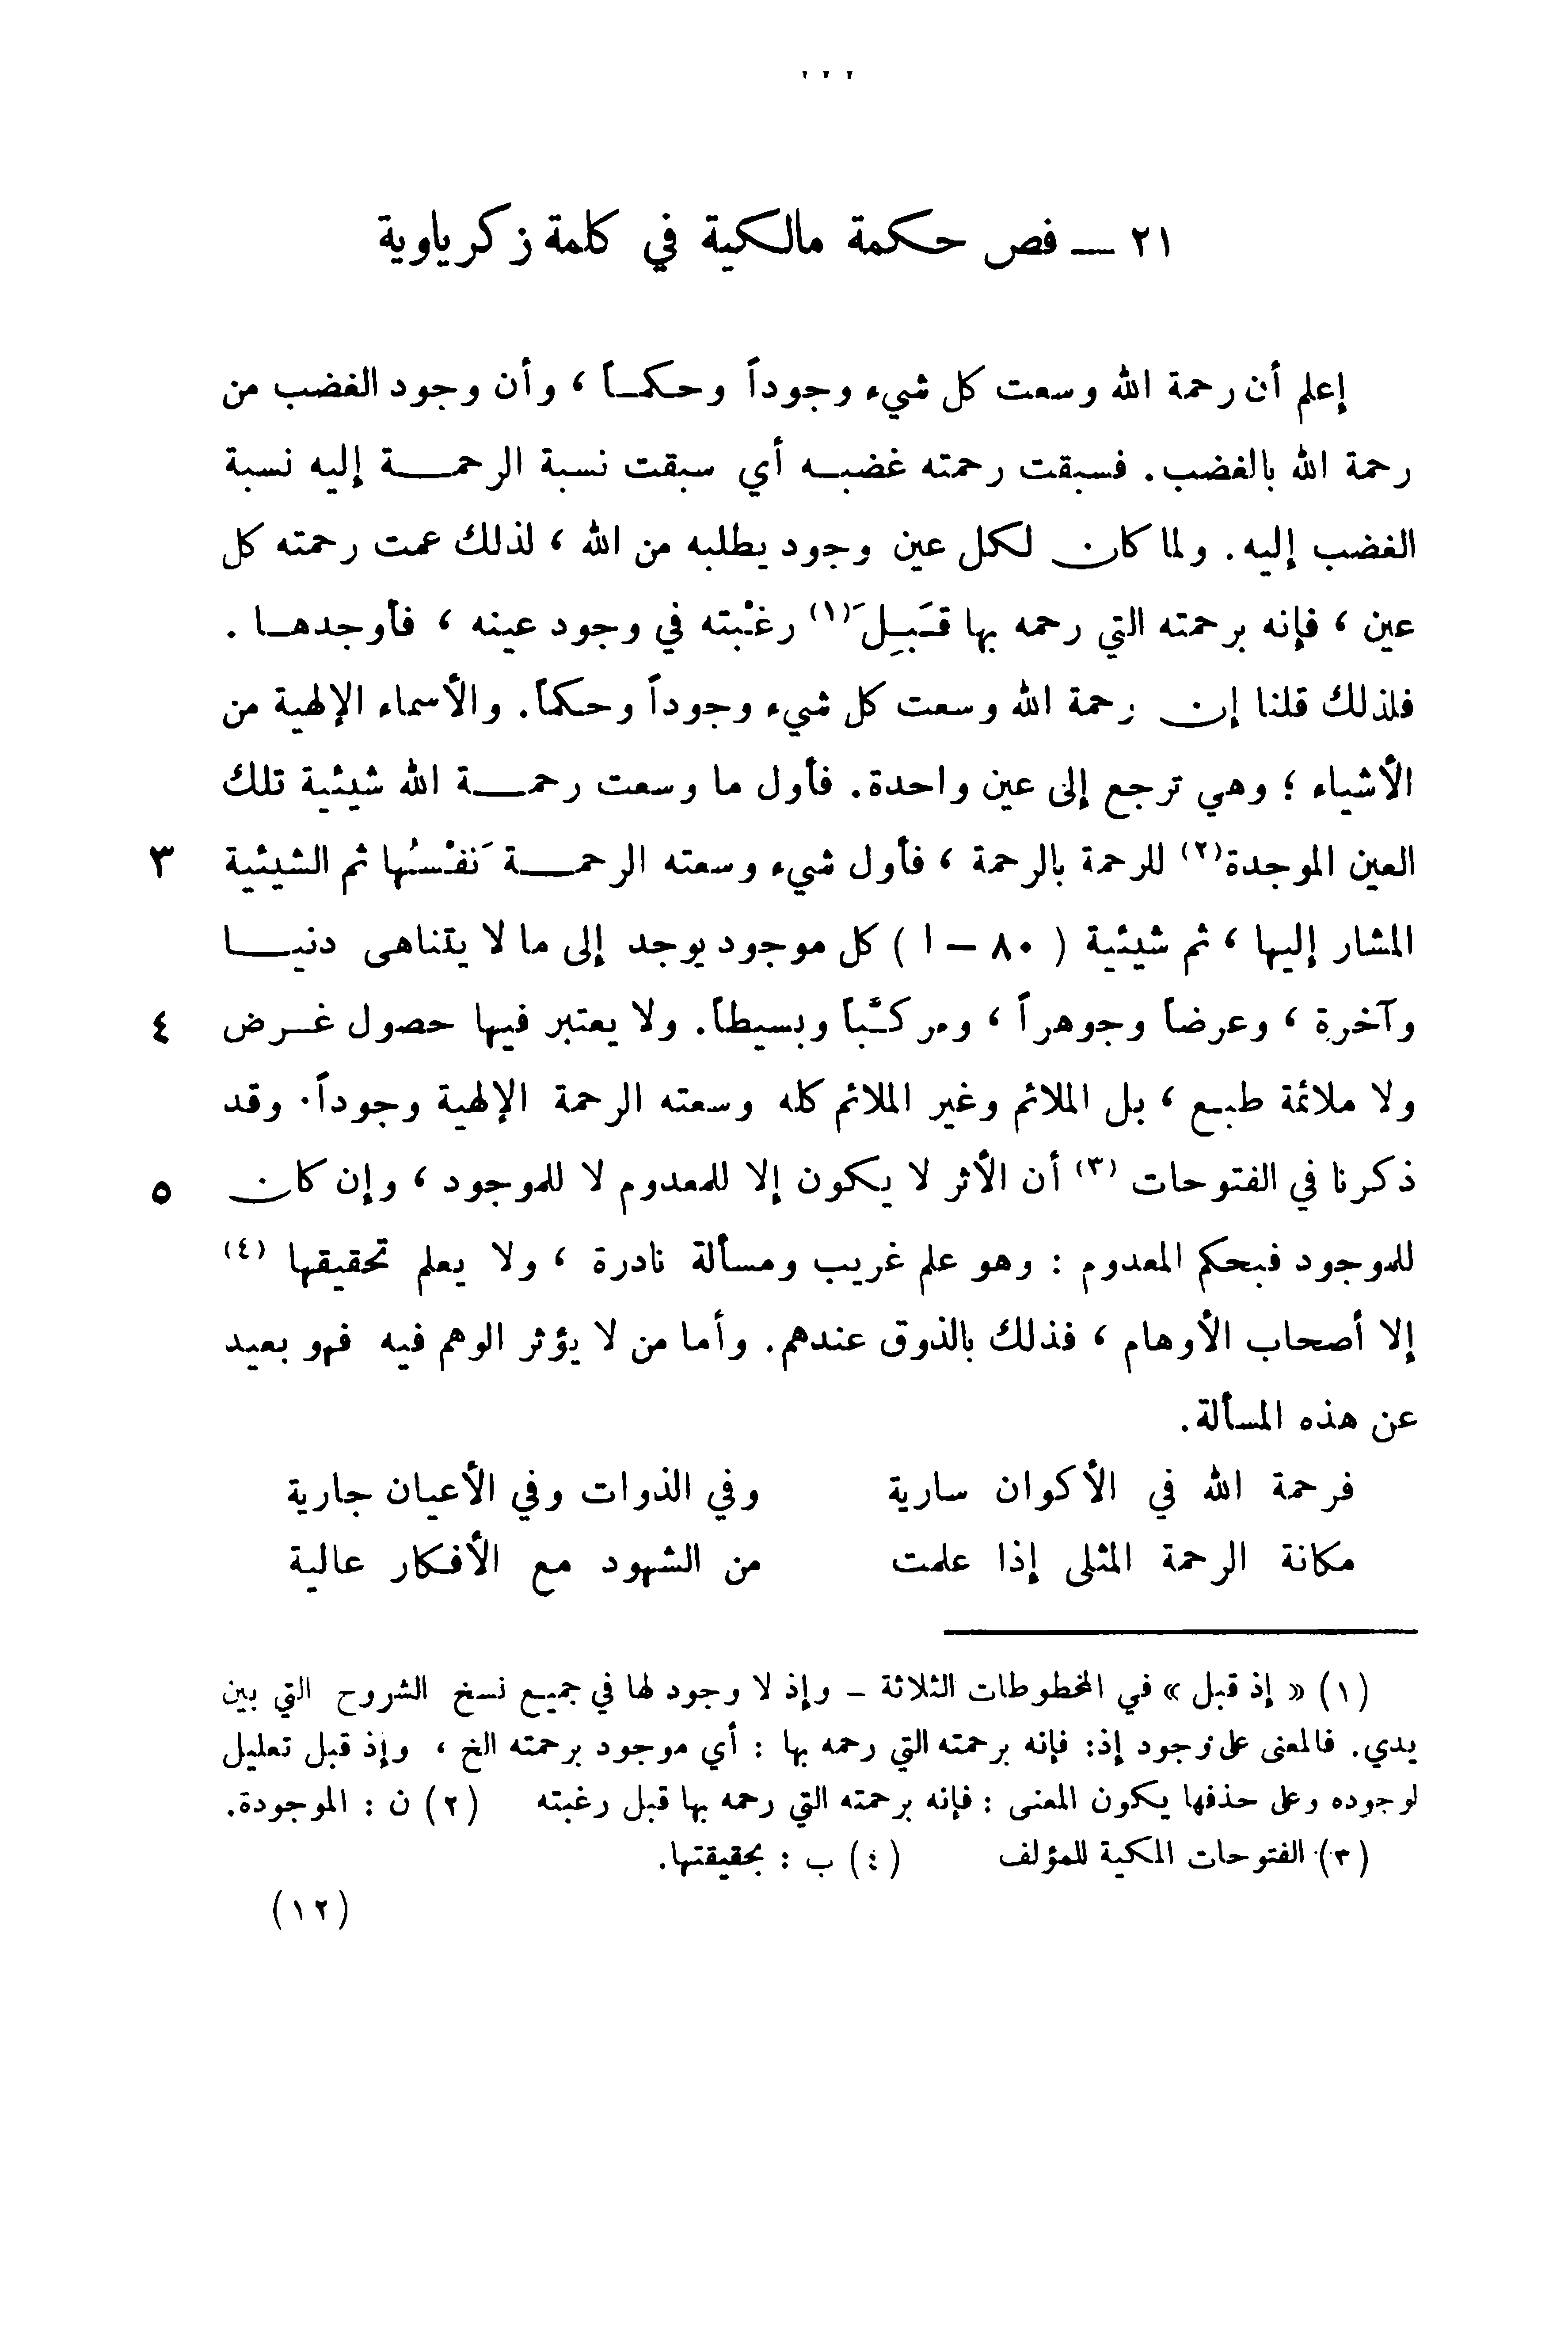 ٢١ — فص حكمة مالكية في كلمة زكرياوية
إعلم أن رحمة الله وسعت كل شيء وجوداً وحكماً ، وأن وجود الغضب من
رحمة الله بالغضب. فسبقت رحمته غضبه أي سبقت نسبة الرحمة إليه نسبة
الغضب إليه. ولما كان لكل عين وجود يطلبه من الله ، لذلك عمت رحمته كل
عين ، فإنه برحمته التي رحمه بها قَبِلَ(١) رغبْته في وجود عينه ، فأوجدها .
فلذلك قلنا إن رحمة الله وسعت كل شيء وجوداً وحكماً. والأسماء الإلهية من
الأشياء ؛ وهي ترجع إلى عين واحدة. فأول ما وسعت رحمة الله شيئية تلك
العين الموجدة(٢) للرحمة بالرحمة ، فأول شيء وسعته الرحمة نَفْسُها ثم الشيئية ٣
المشار إليها ، ثم شيئية ( ٨٠ – ا ) كل موجود يوجد إلى ما لا يتناهى دنيا
وآخرة ، وعرضاً وجوهراً ، ومركَّباً وبسيطاً. ولا يعتبر فيها حصول غرض ٤
ولا ملائمة طبع ، بل الملائم وغير الملائم كله وسعته الرحمة الإلهية وجوداً. وقد
ذكرنا في الفتوحات (٣) أن الأثر لا يكون إلا للمعدوم لا للموجود ، وإن كان ٥
للموجود فبحكم المعدوم : وهو علم غريب ومسألة نادرة ، ولا يعلم تحقيقها (٤)
إلا أصحاب الأوهام ، فذلك بالذوق عندهم. وأما من لا يؤثر الوهم فيه فهو بعيد
عن هذه المسألة.
فرحمة الله في الأكوان سارية وفي الذوات وفي الأعيان جارية
مكانة الرحمة المثلى إذا علمت من الشهود مع الأفكار عالية
(١) « إذ قبل » في المخطوطات الثلاثة – وإذ لا وجود لها في جميع نسخ الشروح التي بين
يدي. فالمعنى على وجود إذ: فإنه برحمته التي رحمه بها : أي موجود برحمته الخ ، وإذ قبل تعليل
لوجوده وعلى حذفها يكون المعنى : فإنه برحمته التي رحمه بها قبل رغبته (٢) ن : الموجودة.
(٣) الفتوحات المكية للمؤلف (٤) ب : بحقيقتها.
(١٢)